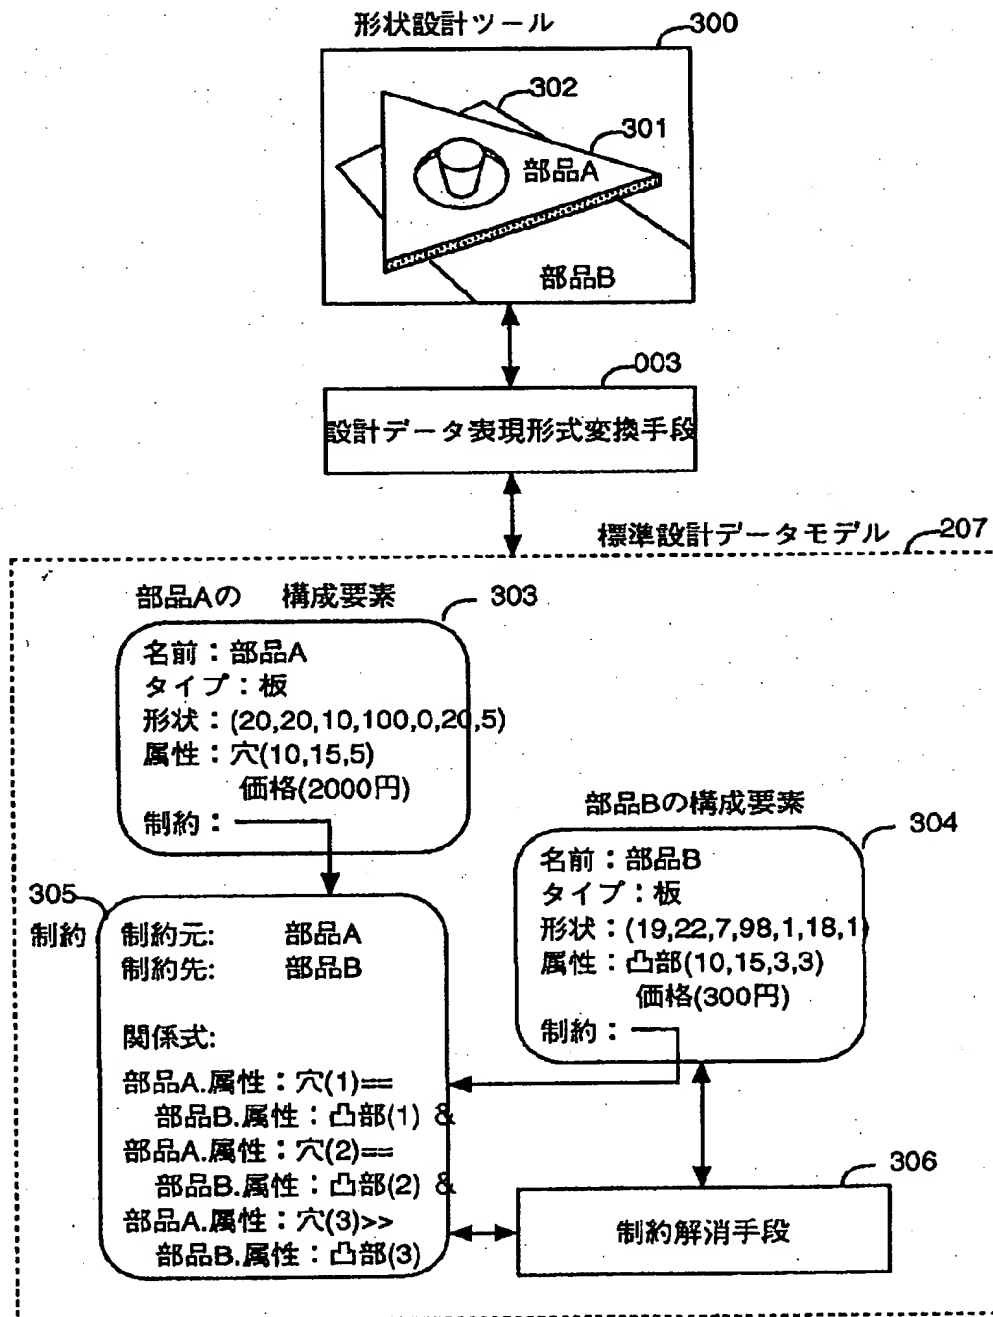 形状設計ツール
300
302
301
部品A
部品B
003
設計データ表現形式変換手段
標準設計データモデル
207
部品Aの 構成要素
303
名前：部品A
タイプ：板
形状：(20,20,10,100,0,20,5)
属性：穴(10,15,5)
価格(2000円)
制約：
部品Bの構成要素
304
名前：部品B
タイプ：板
形状：(19,22,7,98,1,18,1)
属性：凸部(10,15,3,3)
価格(300円)
制約：
305
制約
制約元: 部品A
制約先: 部品B
関係式:
部品A.属性：穴(1)==
部品B.属性：凸部(1) &
部品A.属性：穴(2)==
部品B.属性：凸部(2) &
部品A.属性：穴(3)>>
部品B.属性：凸部(3)
306
制約解消手段